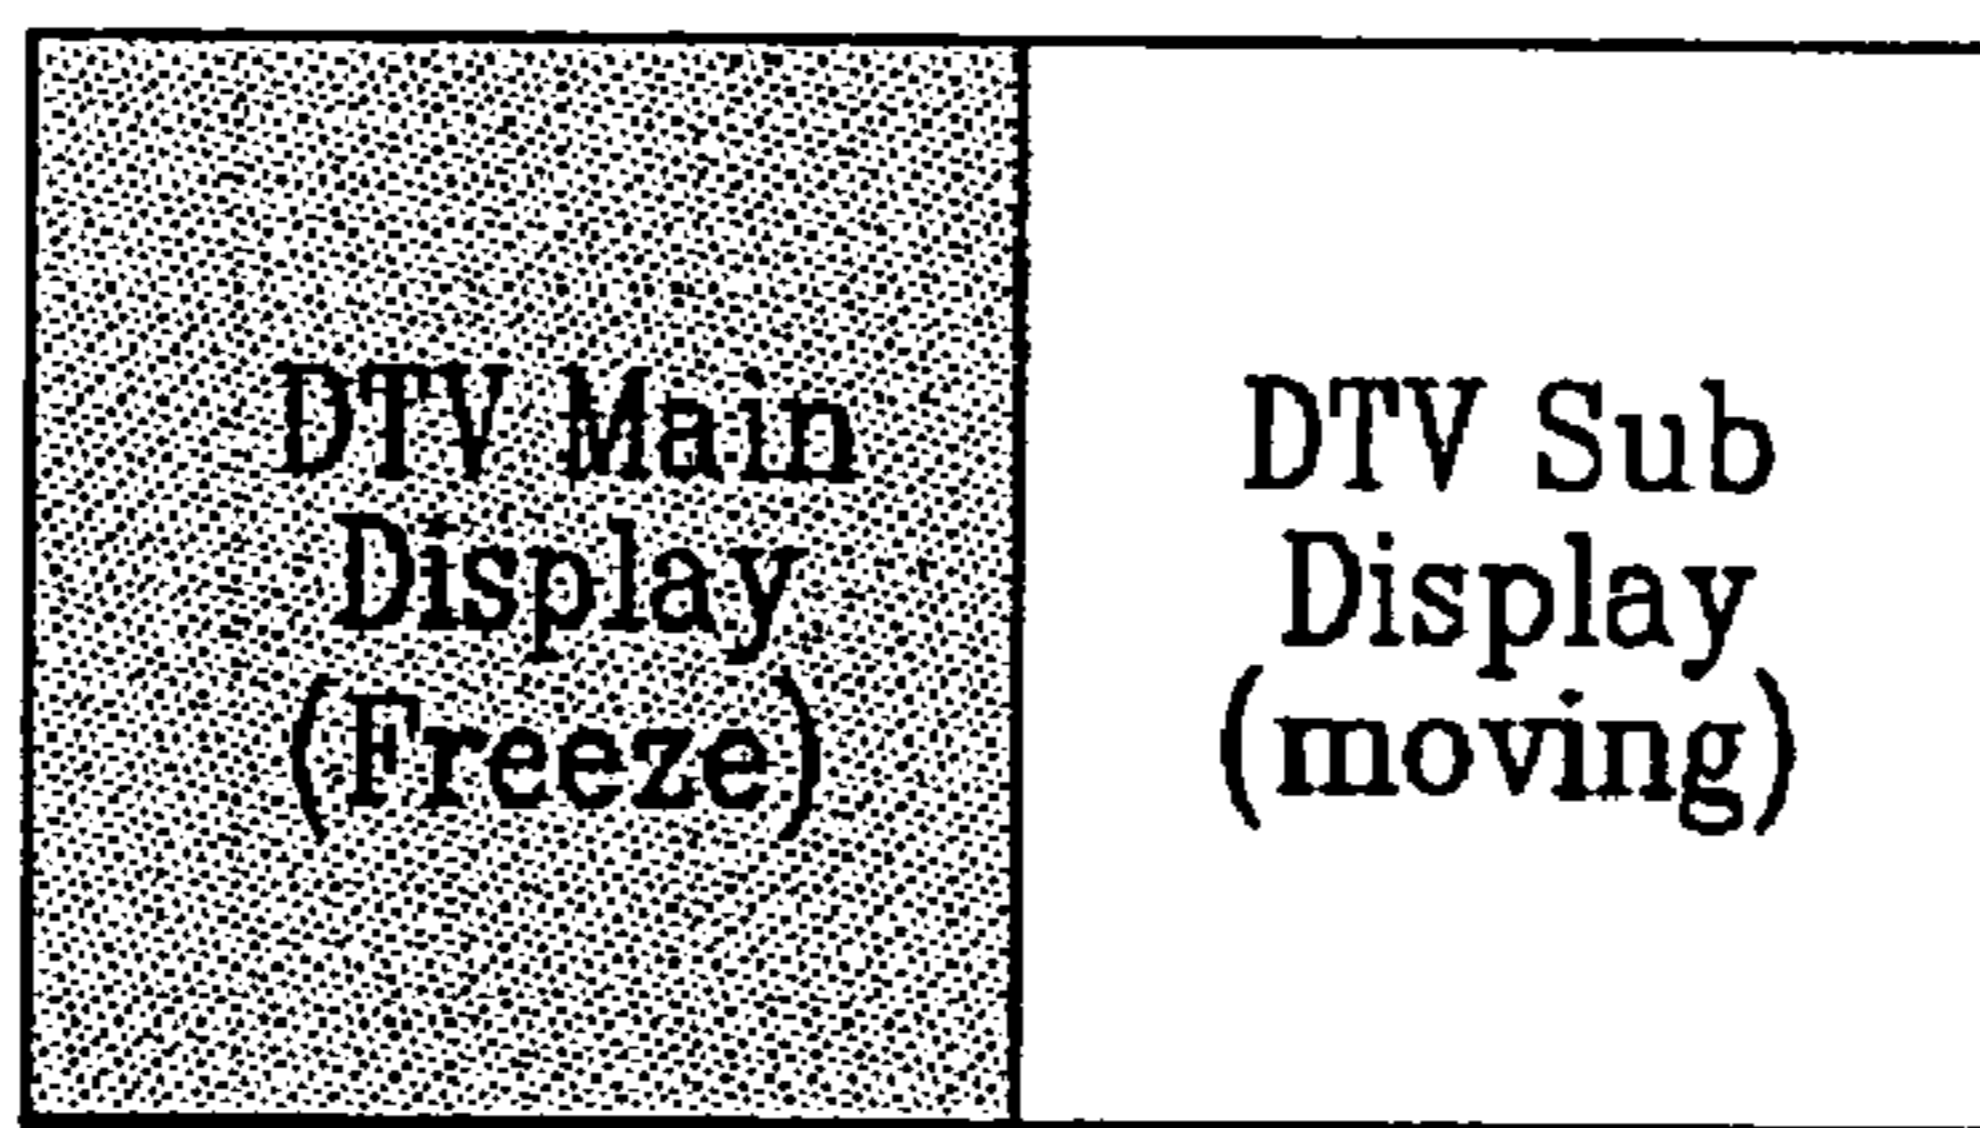 DTV Main
Display
(Freeze)
DTV Sub
Display
(moving)